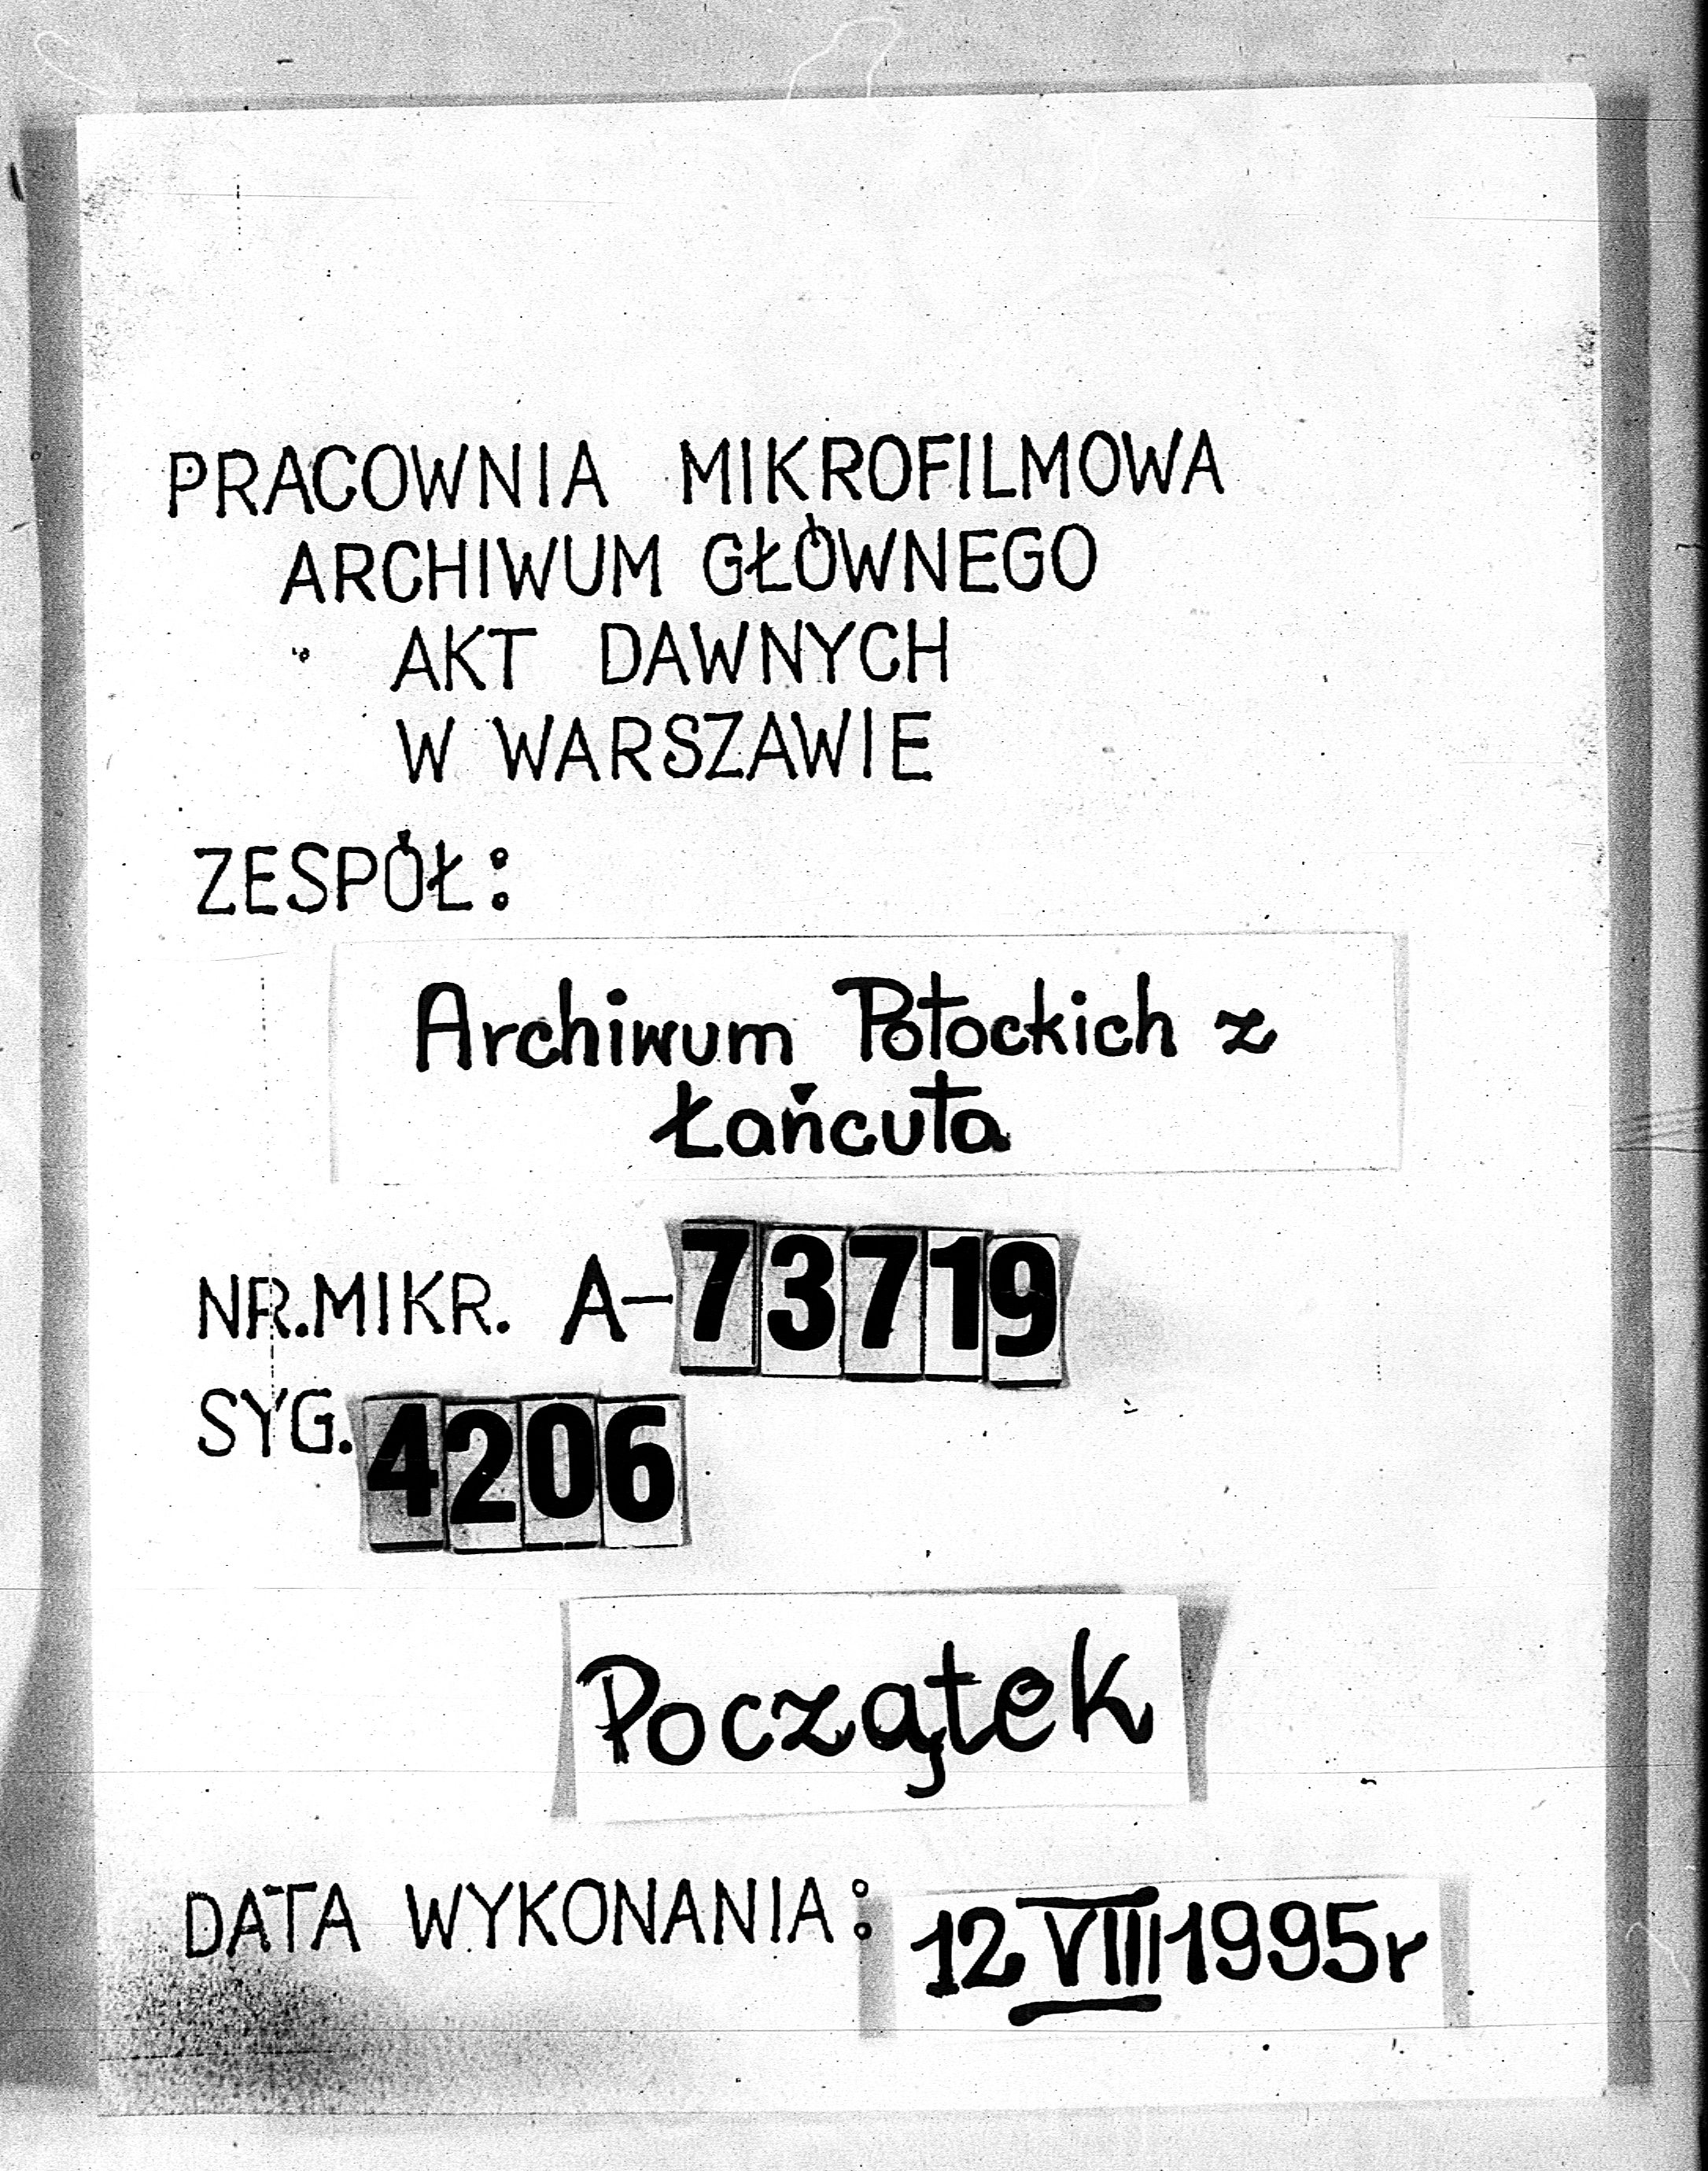 PRACOWNIA MIKROFILMOWA
ARCHIWUM GŁÓWNEGO
AKT DAWNYCH
W WARSZAWIE
ZESPÓŁ:
Archiwum Potockich z
Łańcuta
NR.MIKR. A-73719
SYG. 4206
Początek
DATA WYKONANIA: 12 VIII 1995r